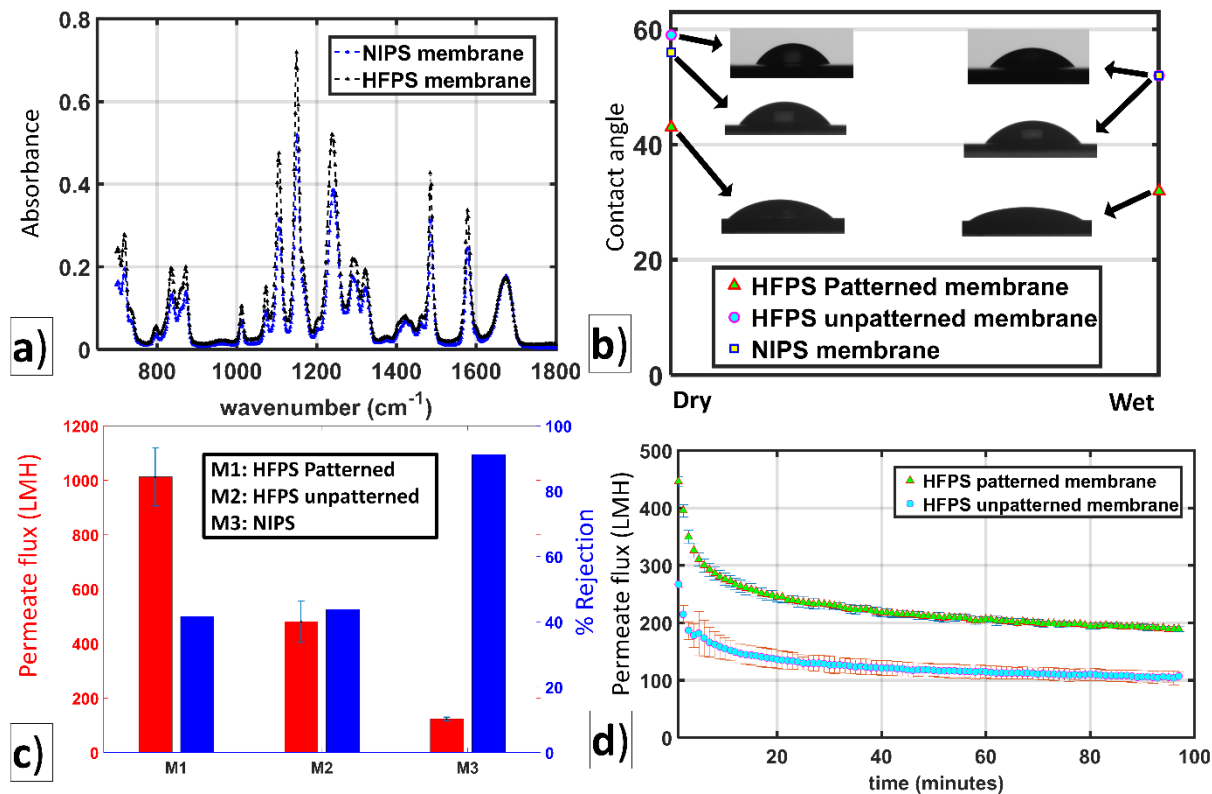 0.8
0.6
0.4
0.2
0
Absorbance
NIPS membrane
HFPS membrane
800
1000
1200
1400
1600
1800
wavenumber (cm⁻¹)
a)
60
40
20
0
Contact angle
HFPS Patterned membrane
HFPS unpatterned membrane
NIPS membrane
Dry
Wet
b)
1200
1000
800
600
400
200
0
Permeate flux (LMH)
M1: HFPS Patterned
M2: HFPS unpatterned
M3: NIPS
100
80
60
40
20
0
% Rejection
M1
M2
M3
c)
500
400
300
200
100
0
Permeate flux (LMH)
HFPS patterned membrane
HFPS unpatterned membrane
20
40
60
80
100
time (minutes)
d)